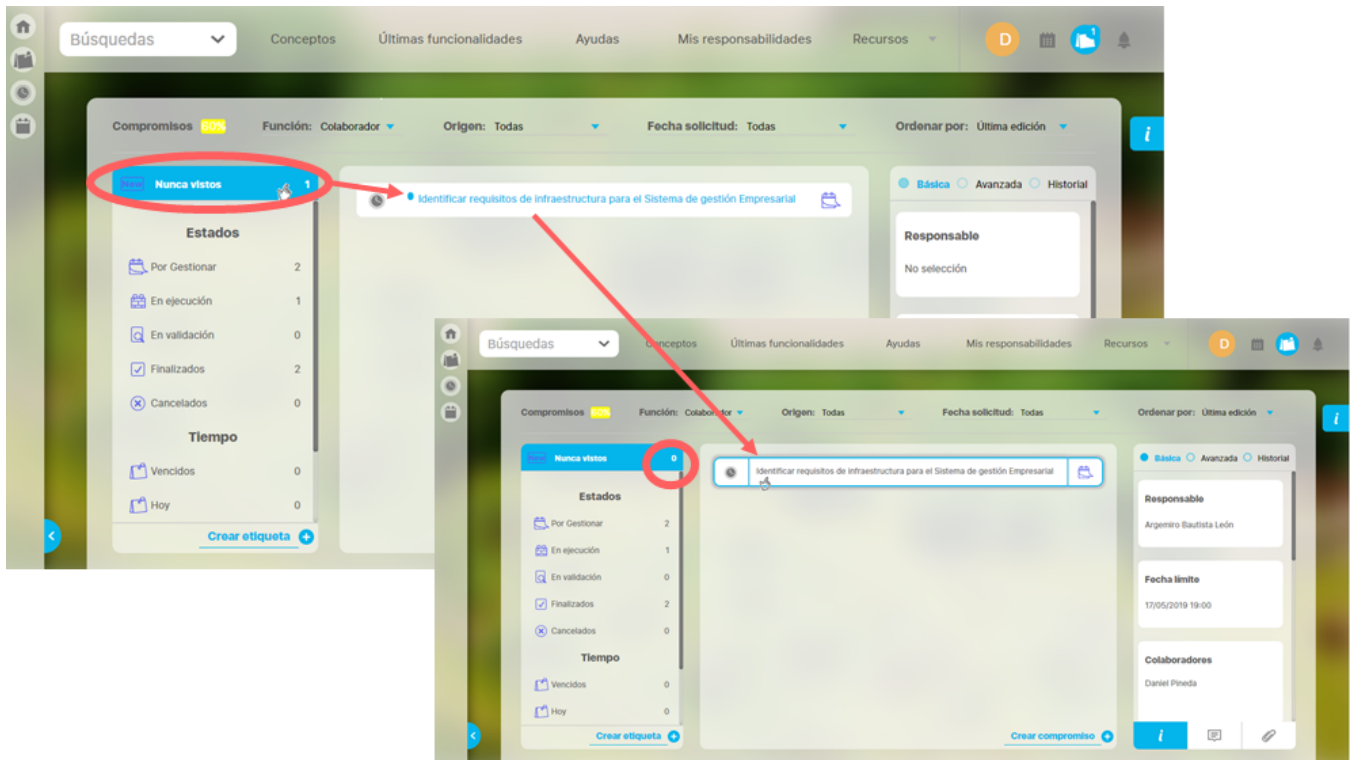 Búsquedas Conceptos Últimas funcionalidades Ayudas Mis responsabilidades Recursos D 1
Compromisos 60% Función: Colaborador Origen: Todas Fecha solicitud: Todas Ordenar por: Última edición i
New Nunca vistos 1
Identificar requisitos de infraestructura para el Sistema de gestión Empresarial
Básica Avanzada Historial
Estados
Por Gestionar 2
En ejecución 1
En validación 0
Finalizados 2
Cancelados 0
Tiempo
Vencidos 0
Hoy 0
Crear etiqueta
Responsable
No selección
Búsquedas Conceptos Últimas funcionalidades Ayudas Mis responsabilidades Recursos D
Compromisos 60% Función: Colaborador Origen: Todas Fecha solicitud: Todas Ordenar por: Última edición i
New Nunca vistos 0
Identificar requisitos de infraestructura para el Sistema de gestión Empresarial
Básica Avanzada Historial
Estados
Por Gestionar 2
En ejecución 1
En validación 0
Finalizados 2
Cancelados 0
Tiempo
Vencidos 0
Hoy 0
Crear etiqueta
Crear compromiso
Responsable
Argemiro Bautista León
Fecha límite
17/05/2019 19:00
Colaboradores
Daniel Pineda
i